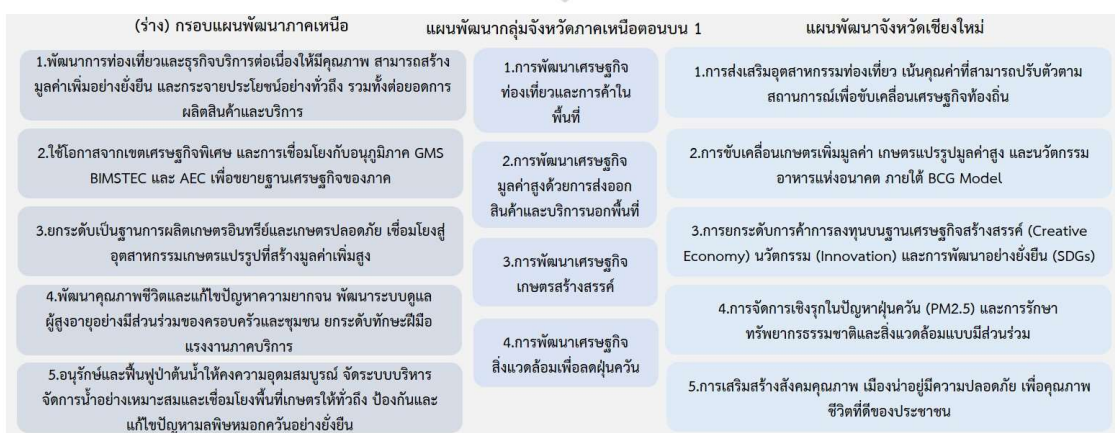 (ร่าง) กรอบแผนพัฒนาภาคเหนือ
1.พัฒนาการท่องเที่ยวและธุรกิจบริการต่อเนื่องให้มีคุณภาพ สามารถสร้าง
มูลค่าเพิ่มอย่างยั่งยืน และกระจายประโยชน์อย่างทั่วถึง รวมทั้งต่อยอดการ
ผลิตสินค้าและบริการ
2.ใช้โอกาสจากเขตเศรษฐกิจพิเศษ และการเชื่อมโยงกับอนุภูมิภาค GMS
BIMSTEC และ AEC เพื่อขยายฐานเศรษฐกิจของภาค
3.ยกระดับเป็นฐานการผลิตเกษตรอินทรีย์และเกษตรปลอดภัย เชื่อมโยงสู่
อุตสาหกรรมเกษตรแปรรูปที่สร้างมูลค่าเพิ่มสูง
4.พัฒนาคุณภาพชีวิตและแก้ไขปัญหาความยากจน พัฒนาระบบดูแล
ผู้สูงอายุอย่างมีส่วนร่วมของครอบครัวและชุมชน ยกระดับทักษะฝีมือ
แรงงานภาคบริการ
5.อนุรักษ์และฟื้นฟูป่าต้นน้ำให้คงความอุดมสมบูรณ์ จัดระบบบริหาร
จัดการน้ำอย่างเหมาะสมและเชื่อมโยงพื้นที่เกษตรให้ทั่วถึง ป้องกันและ
แก้ไขปัญหามลพิษหมอกควันอย่างยั่งยืน
แผนพัฒนากลุ่มจังหวัดภาคเหนือตอนบน 1
1.การพัฒนาเศรษฐกิจ
ท่องเที่ยวและการค้าใน
พื้นที่
2.การพัฒนาเศรษฐกิจ
มูลค่าสูงด้วยการส่งออก
สินค้าและบริการนอกพื้นที่
3.การพัฒนาเศรษฐกิจ
เกษตรสร้างสรรค์
4.การพัฒนาเศรษฐกิจ
สิ่งแวดล้อมเพื่อลดฝุ่นควัน
แผนพัฒนาจังหวัดเชียงใหม่
1.การส่งเสริมอุตสาหกรรมท่องเที่ยว เน้นคุณค่าที่สามารถปรับตัวตาม
สถานการณ์เพื่อขับเคลื่อนเศรษฐกิจท้องถิ่น
2.การขับเคลื่อนเกษตรเพิ่มมูลค่า เกษตรแปรรูปมูลค่าสูง และนวัตกรรม
อาหารแห่งอนาคต ภายใต้ BCG Model
3.การยกระดับการค้าการลงทุนบนฐานเศรษฐกิจสร้างสรรค์ (Creative
Economy) นวัตกรรม (Innovation) และการพัฒนาอย่างยั่งยืน (SDGs)
4.การจัดการเชิงรุกในปัญหาฝุ่นควัน (PM2.5) และการรักษา
ทรัพยากรธรรมชาติและสิ่งแวดล้อมแบบมีส่วนร่วม
5.การเสริมสร้างสังคมคุณภาพ เมืองน่าอยู่มีความปลอดภัย เพื่อคุณภาพ
ชีวิตที่ดีของประชาชน